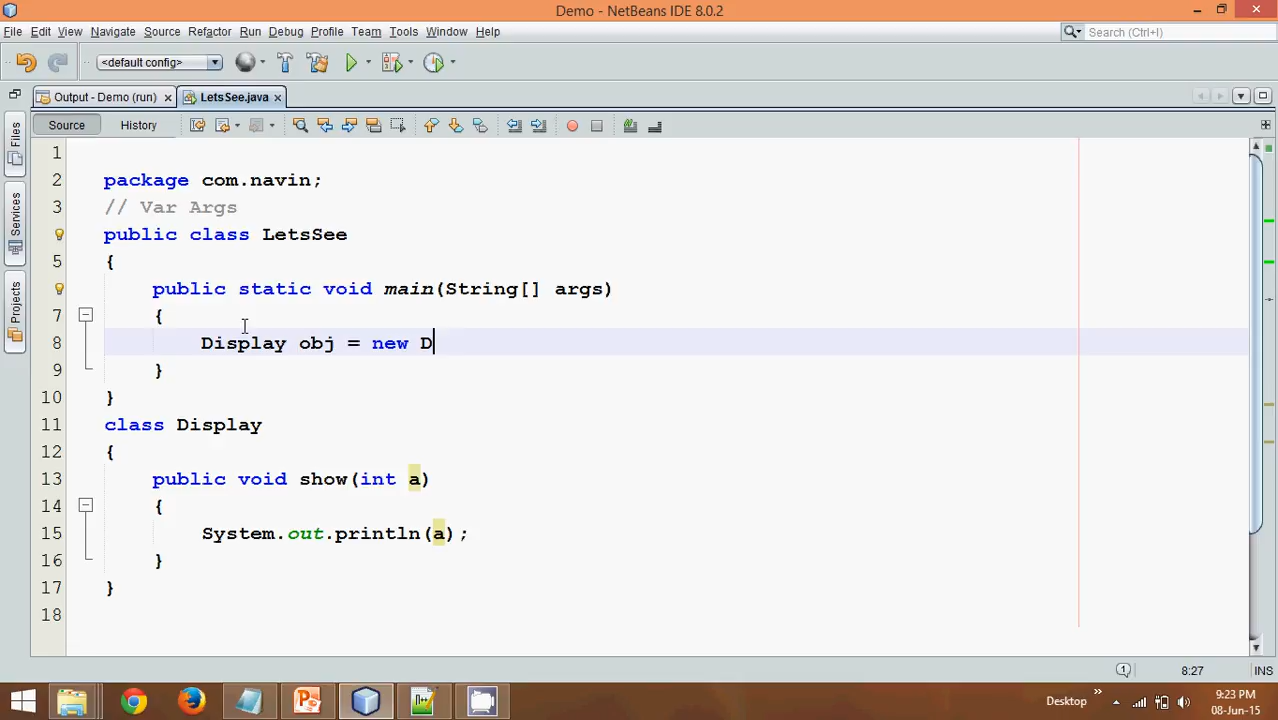 Demo - NetBeans IDE 8.0.2
File Edit View Navigate Source Refactor Run Debug Profile Team Tools Window Help
Search (Ctrl+I)
<default config>
Output - Demo (run) LetsSee.java
Source History
Files
Services
Projects
1
2 package com.navin;
3 // Var Args
public class LetsSee
5 {
public static void main(String[] args)
7 {
8 Display obj = new D
9 }
10 }
11 class Display
12 {
13 public void show(int a)
14 {
15 System.out.println(a);
16 }
17 }
18
1 8:27 INS
Desktop 9:23 PM
08-Jun-15